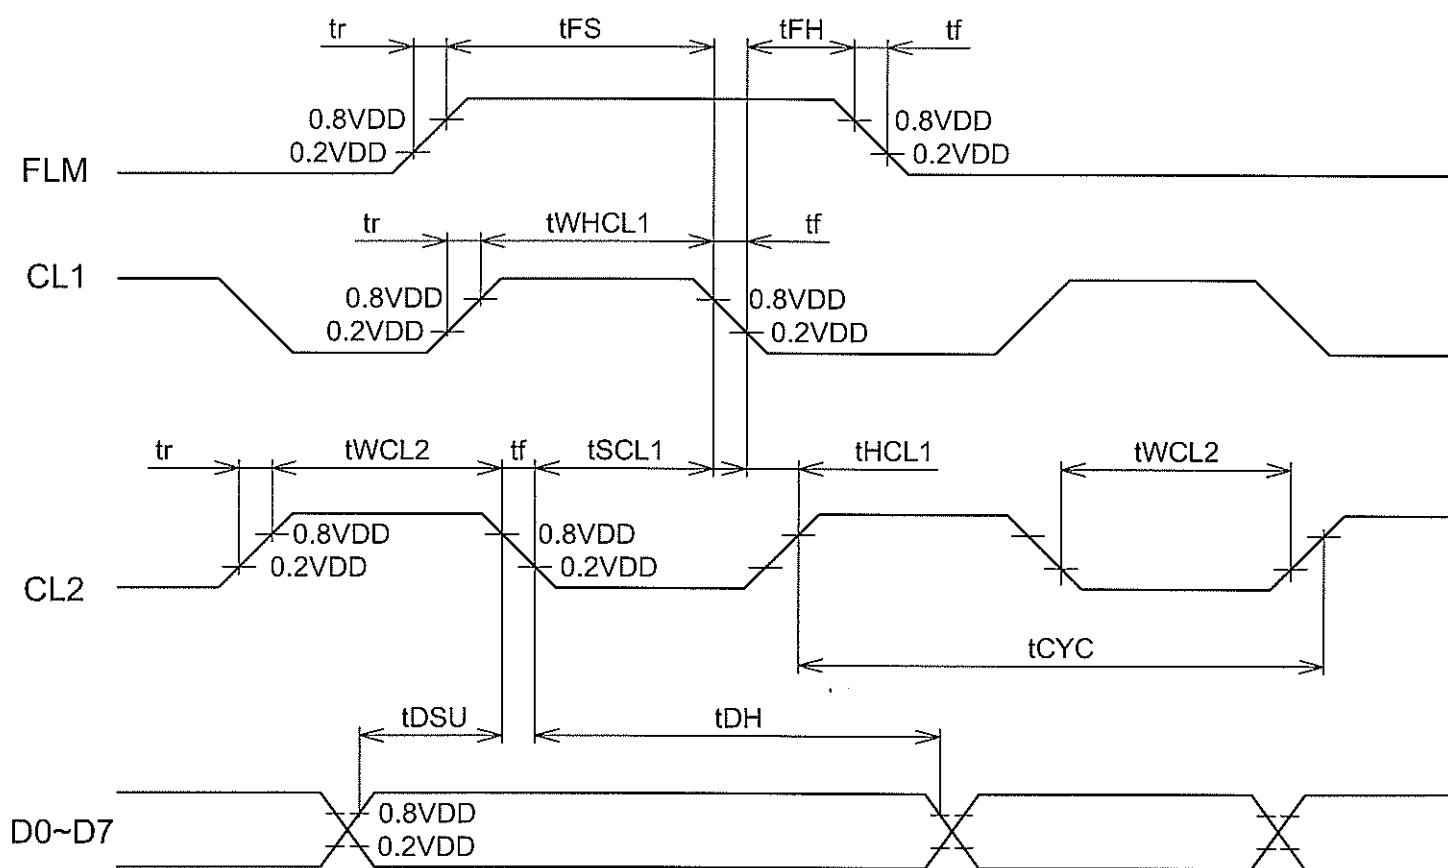 tr tFS tFH tf
0.8VDD 0.8VDD
0.2VDD 0.2VDD
FLM
tr tWHCL1 tf
CL1
0.8VDD 0.8VDD
0.2VDD 0.2VDD
tr tWCL2 tf tSCL1 tHCL1 tWCL2
0.8VDD 0.8VDD
0.2VDD 0.2VDD
CL2
tCYC
tDSU tDH
0.8VDD
D0~D7
0.2VDD